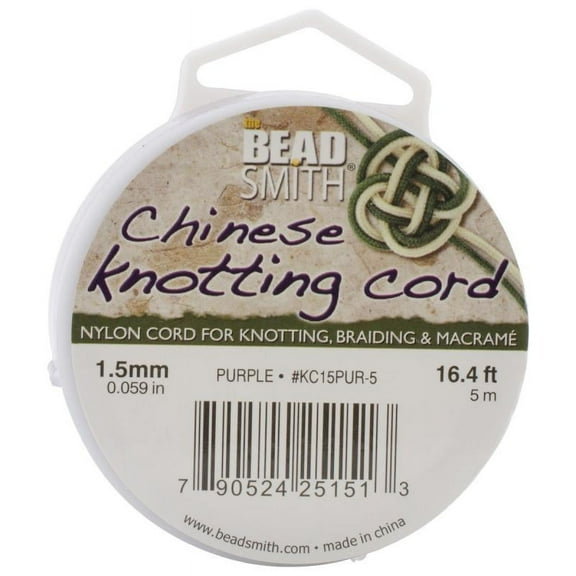 the
BEAD
SMITH®
Chinese
knotting cord
NYLON CORD FOR KNOTTING, BRAIDING & MACRAMÉ
1.5mm
0.059 in
PURPLE • #KC15PUR-5
16.4 ft
5 m
7 90524 25151 3
www.beadsmith.com • made in china